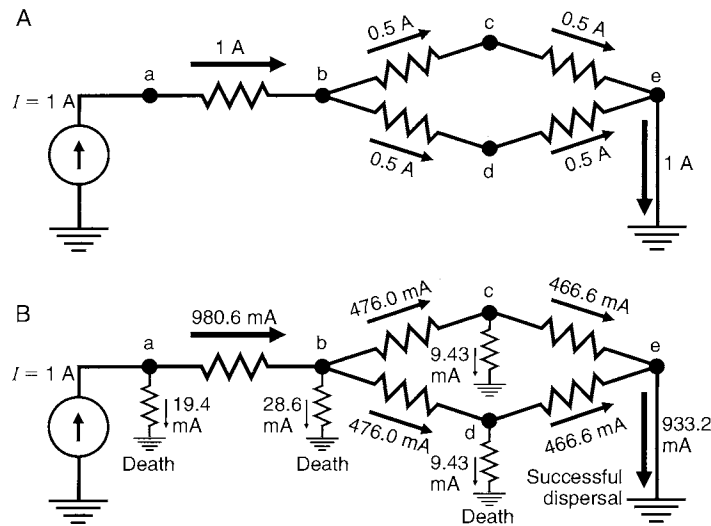 A
0.5 A
c
0.5 A
1 A
a
b
e
I = 1 A
0.5 A
d
0.5 A
1 A
B
980.6 mA
476.0 mA
c
466.6 mA
a
b
e
I = 1 A
9.43
mA
19.4
mA
28.6
mA
d
476.0 mA
466.6 mA
933.2
mA
Death
Death
9.43
mA
Successful
dispersal
Death